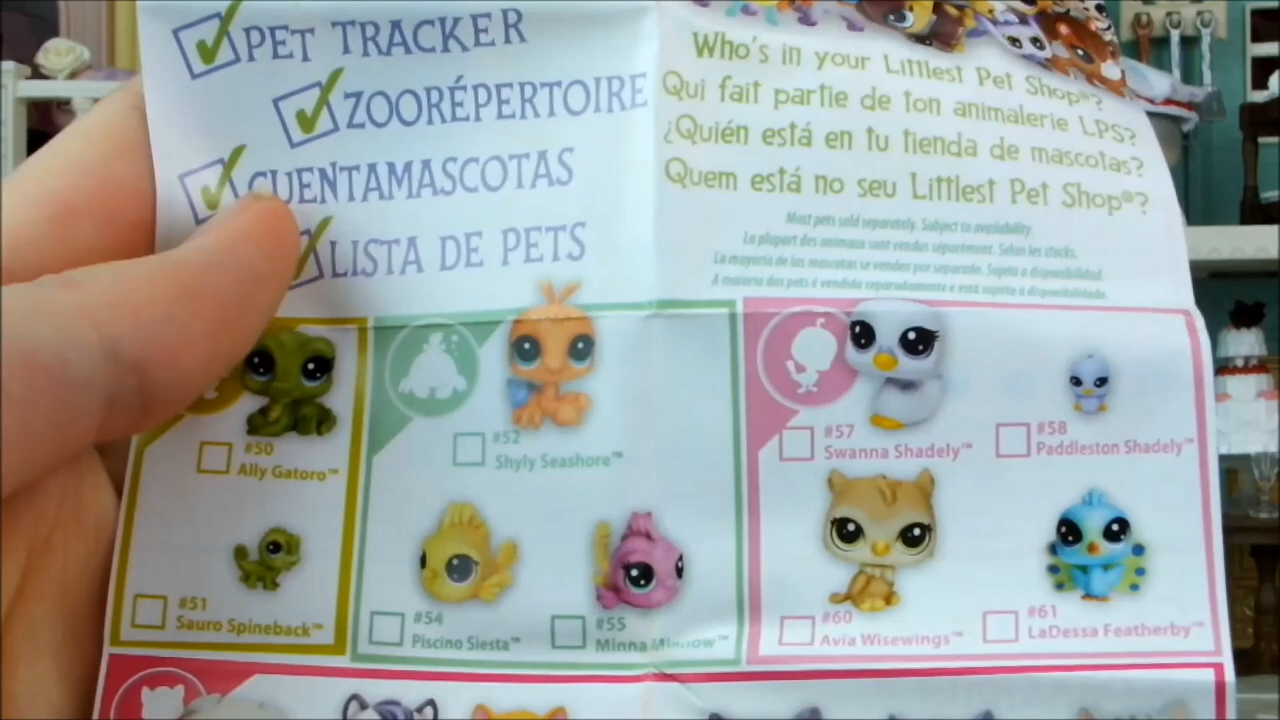 PET TRACKER
ZOORÉPERTOIRE
CUENTAMASCOTAS
LISTA DE PETS
Who's in your Littlest Pet Shop®?
Qui fait partie de ton animalerie LPS?
¿Quién está en tu tienda de mascotas?
Quem está no seu Littlest Pet Shop®?
Most pets sold separately. Subject to availability.
La plupart des animaux sont vendus séparément. Selon les stocks.
La mayoría de las mascotas se venden por separado. Sujeto a disponibilidad.
A maioria dos pets é vendida separadamente e está sujeita a disponibilidade.
#50
Ally Gatoro™
#51
Sauro Spineback™
#52
Shyly Seashore™
#54
Piscino Siesta™
#55
Minna Minnow™
#57
Swanna Shadely™
#58
Paddleston Shadely™
#60
Avia Wisewings™
#61
LaDessa Featherby™